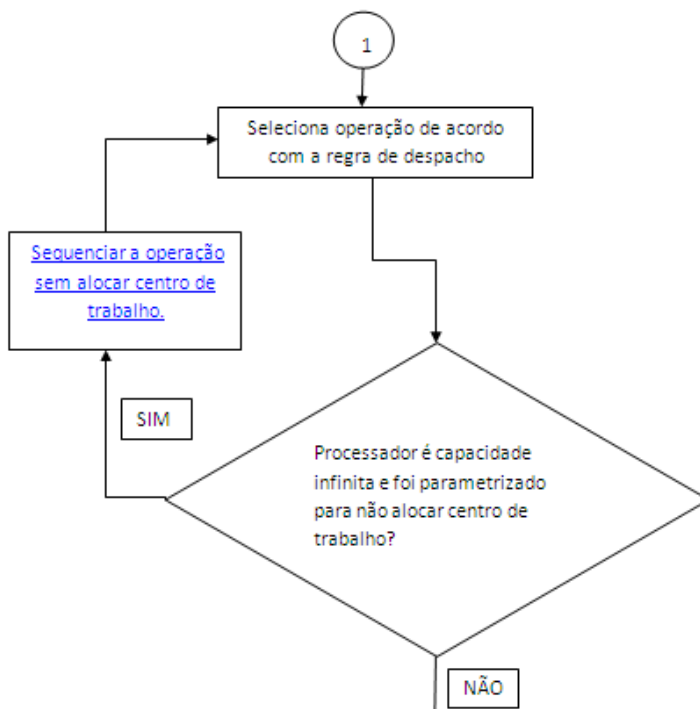 1
Seleciona operação de acordo
com a regra de despacho
Sequenciar a operação
sem alocar centro de
trabalho.
SIM
Processador é capacidade
infinita e foi parametrizado
para não alocar centro de
trabalho?
NÃO